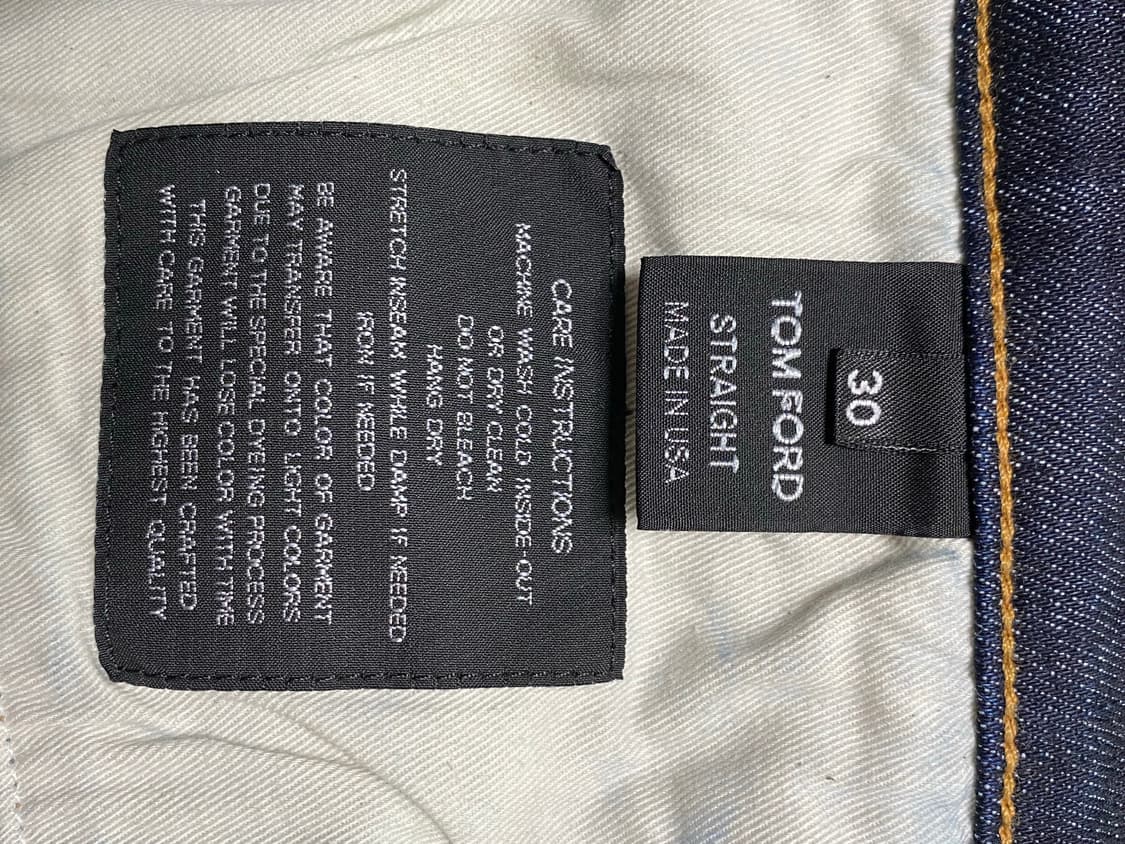 30
TOM FORD
STRAIGHT
MADE IN USA
CARE INSTRUCTIONS
MACHINE WASH COLD INSIDE-OUT
OR DRY CLEAN
DO NOT BLEACH
HANG DRY
STRETCH INSEAM WHILE DAMP IF NEEDED
IRON IF NEEDED
BE AWARE THAT COLOR OF GARMENT
MAY TRANSFER ONTO LIGHT COLORS
DUE TO THE SPECIAL DYEING PROCESS
GARMENT WILL LOSE COLOR WITH TIME
THIS GARMENT HAS BEEN CRAFTED
WITH CARE TO THE HIGHEST QUALITY